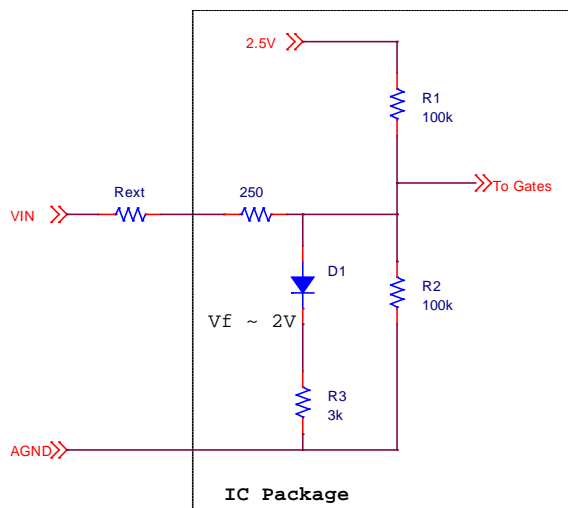 2.5V
R1
100k
To Gates
Rext
250
VIN
D1
R2
100k
Vf ~ 2V
R3
3k
AGND
IC Package